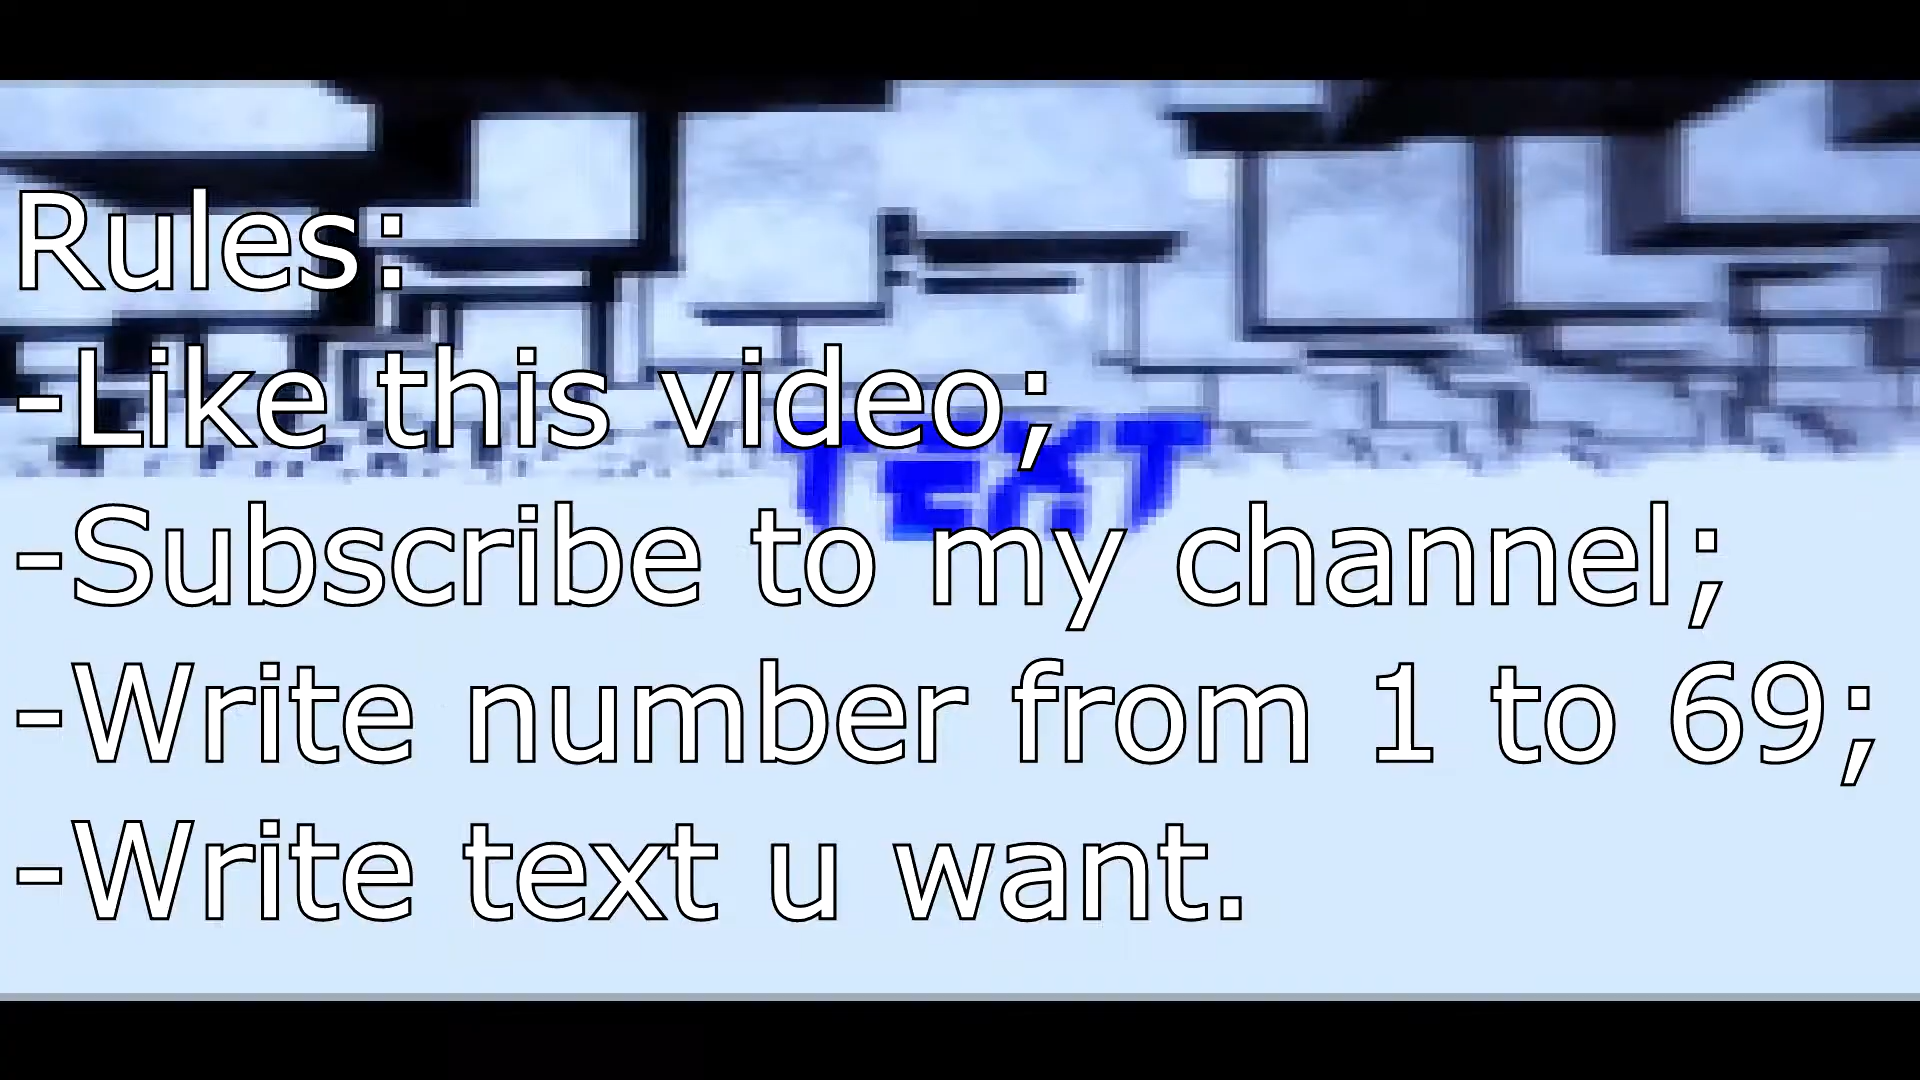 Rules:
-Like this video;
TEXT
-Subscribe to my channel;
-Write number from 1 to 69;
-Write text u want.